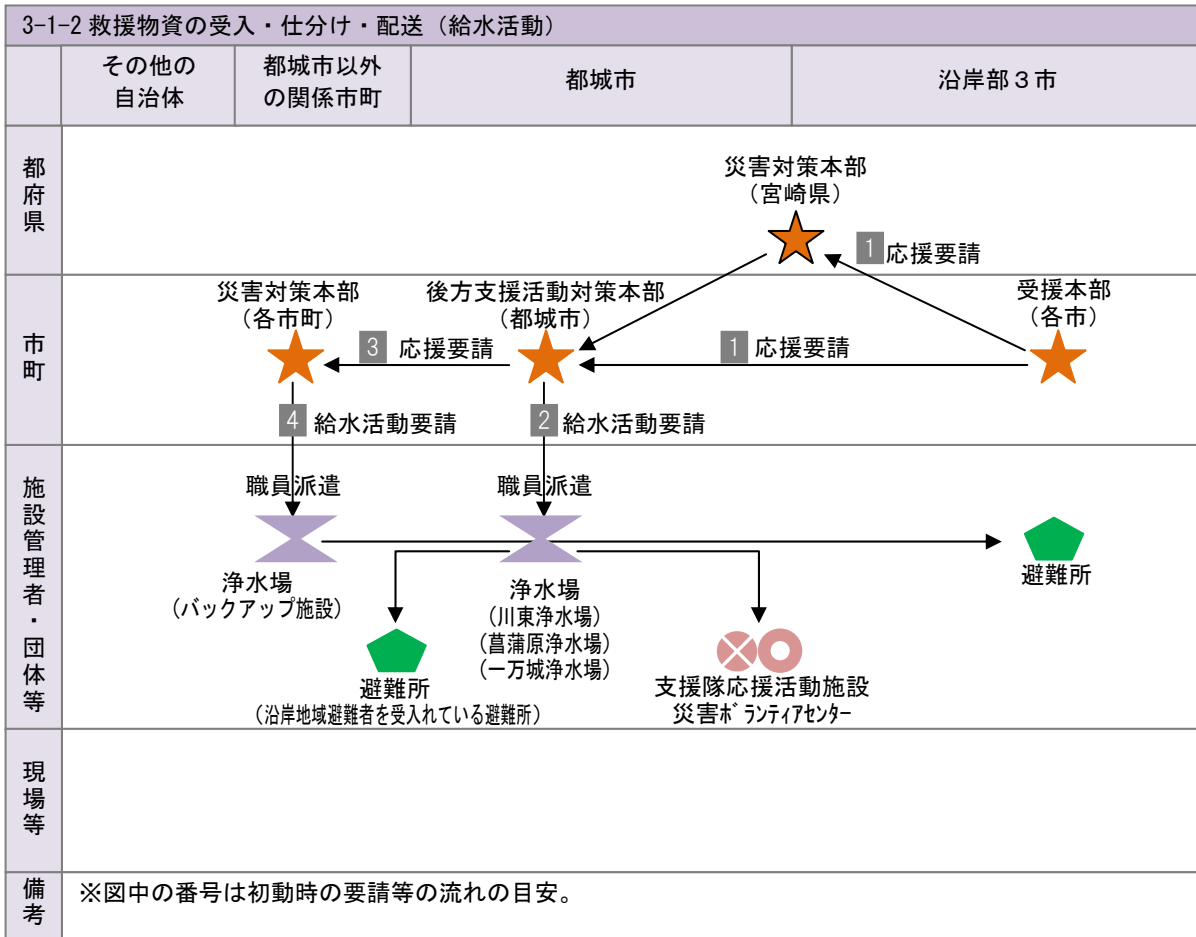 3-1-2 救援物資の受入・仕分け・配送（給水活動）
その他の
自治体
都城市以外
の関係市町
都城市
沿岸部３市
都府県
災害対策本部
（宮崎県）
1 応援要請
市町
災害対策本部
（各市町）
後方支援活動対策本部
（都城市）
受援本部
（各市）
3 応援要請
1 応援要請
4 給水活動要請
2 給水活動要請
施設管理者・団体等
職員派遣
職員派遣
浄水場
（バックアップ施設）
浄水場
（川東浄水場）
（菖蒲原浄水場）
（一万城浄水場）
避難所
避難所
（沿岸地域避難者を受入れている避難所）
支援隊応援活動施設
災害ﾎﾞﾗﾝﾃｨｱｾﾝﾀｰ
現場等
備考
※図中の番号は初動時の要請等の流れの目安。